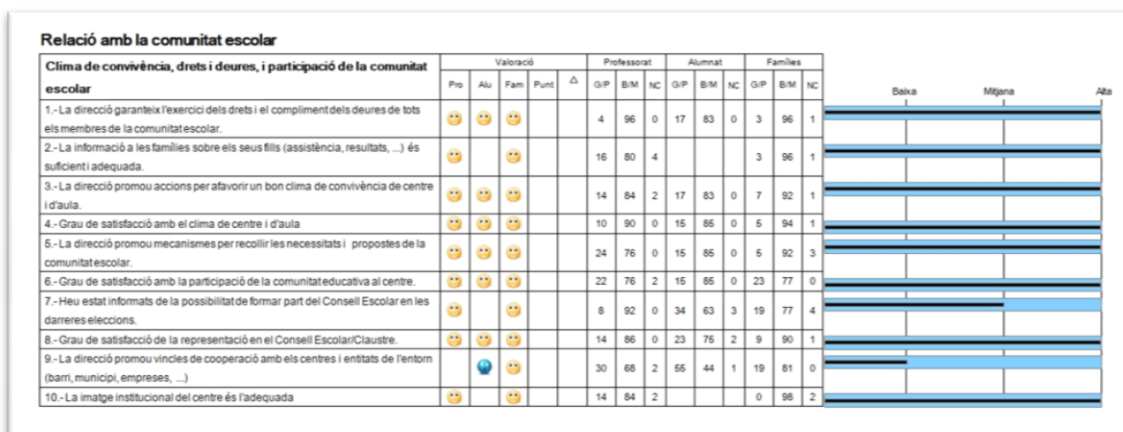 Relació amb la comunitat escolar
Clima de convivència, drets i deures, i participació de la comunitat escolar Valoració Professorat Alumnat Famílies
Pro Alu Fam Punt Δ G/P B/M NC G/P B/M NC G/P B/M NC Baixa Mitjana Alta
1.-La direcció garanteix l'exercici dels drets i el compliment dels deures de tots
els membres de la comunitat escolar. 4 96 0 17 83 0 3 96 1
2.-La informació a les famílies sobre els seus fills (assistència, resultats, ...) és
suficient i adequada. 16 80 4 3 96 1
3.-La direcció promou accions per afavorir un bon clima de convivència de centre
i d'aula. 14 84 2 17 83 0 7 92 1
4.-Grau de satisfacció amb el clima de centre i d'aula 10 90 0 15 85 0 5 94 1
5.-La direcció promou mecanismes per recollir les necessitats i propostes de la
comunitat escolar. 24 76 0 15 85 0 5 92 3
6.-Grau de satisfacció amb la participació de la comunitat educativa al centre. 22 76 2 15 85 0 23 77 0
7.-Heu estat informats de la possibilitat de formar part del Consell Escolar en les
darreres eleccions. 8 92 0 34 63 3 19 77 4
8.-Grau de satisfacció de la representació en el Consell Escolar/Claustre. 14 86 0 23 75 2 9 90 1
9.-La direcció promou vincles de cooperació amb els centres i entitats de l'entorn
(barri, municipi, empreses, ...) 30 68 2 55 44 1 19 81 0
10.-La imatge institucional del centre és l'adequada 14 84 2 0 98 2